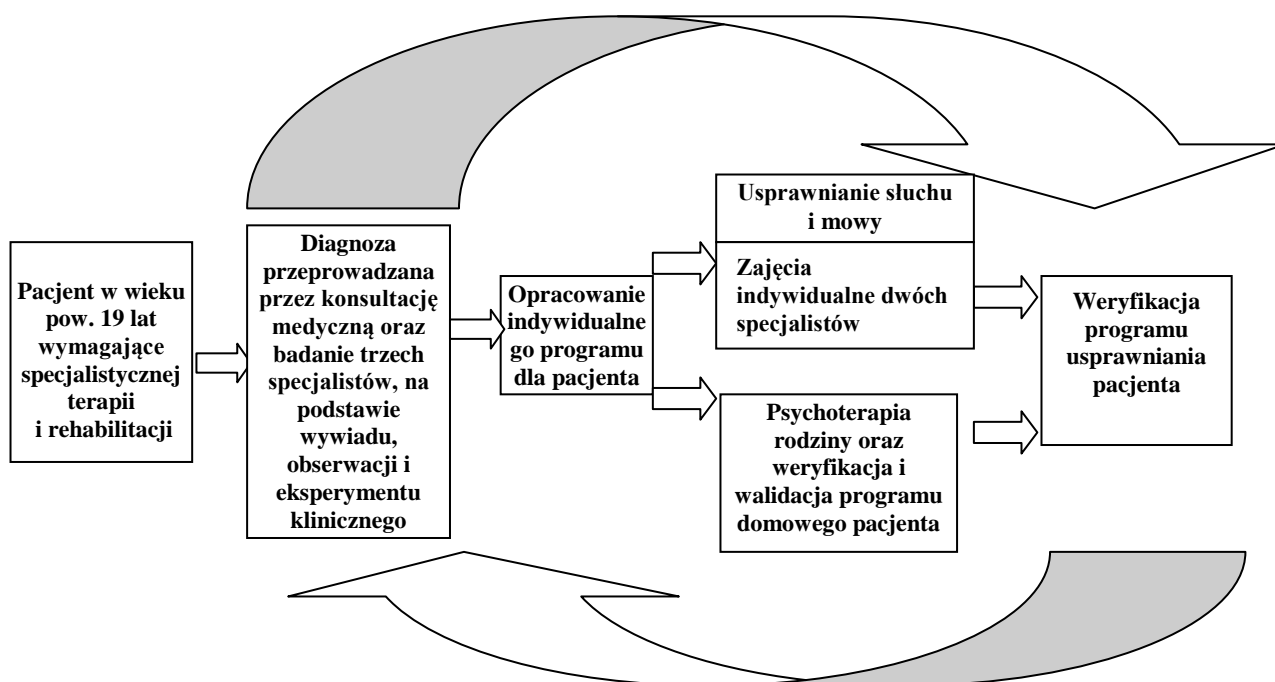 Pacjent w wieku
pow. 19 lat
wymagające
specjalistycznej
terapii
i rehabilitacji
Diagnoza
przeprowadzana
przez konsultację
medyczną oraz
badanie trzech
specjalistów, na
podstawie
wywiadu,
obserwacji i
eksperymentu
klinicznego
Opracowanie
indywidualne
go programu
dla pacjenta
Usprawnianie słuchu
i mowy
Zajęcia
indywidualne dwóch
specjalistów
Psychoterapia
rodziny oraz
weryfikacja i
walidacja programu
domowego pacjenta
Weryfikacja
programu
usprawniania
pacjenta